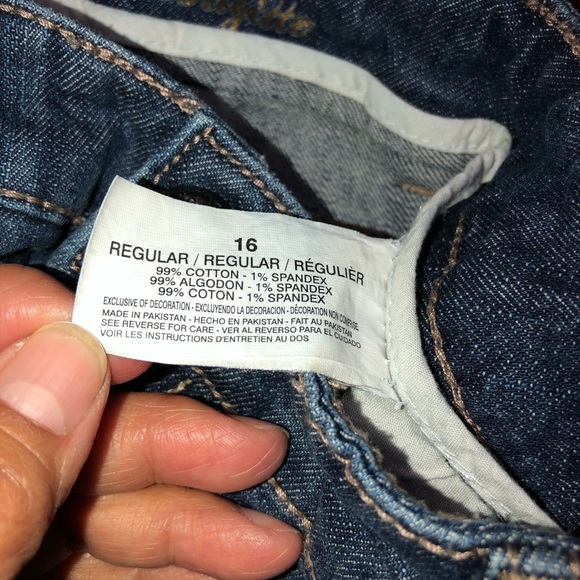 16
REGULAR / REGULAR / RÉGULIÈR
99% COTTON - 1% SPANDEX
99% ALGODON - 1% SPANDEX
99% COTON - 1% SPANDEX
EXCLUSIVE OF DECORATION - EXCLUYENDO LA DECORACION - DÉCORATION NON COMPRISE
MADE IN PAKISTAN - HECHO EN PAKISTAN - FAIT AU PAKISTAN
SEE REVERSE FOR CARE - VER AL REVERSO PARA EL CUIDADO
VOIR LES INSTRUCTIONS D'ENTRETIEN AU DOS